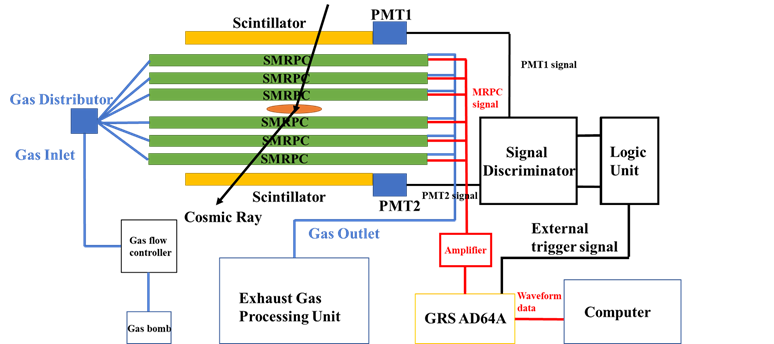 Scintillator
PMT1
SMRPC
SMRPC
SMRPC
SMRPC
SMRPC
SMRPC
Scintillator
PMT2
PMT1 signal
MRPC
signal
PMT2 signal
Gas Distributor
Gas Inlet
Cosmic Ray
Gas Outlet
Signal
Discriminator
Logic
Unit
External
trigger signal
Gas flow
controller
Gas bomb
Exhaust Gas
Processing Unit
Amplifier
GRS AD64A
Waveform
data
Computer